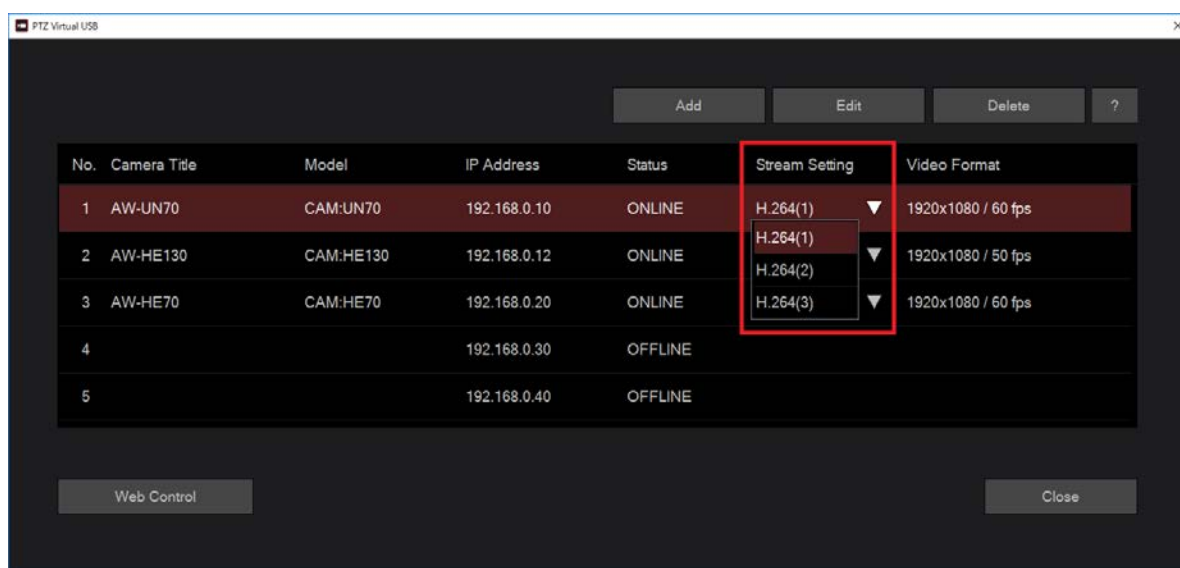 PTZ Virtual USB
Add Edit Delete ?
No. Camera Title Model IP Address Status Stream Setting Video Format
1 AW-UN70 CAM:UN70 192.168.0.10 ONLINE H.264(1) 1920x1080 / 60 fps
H.264(1)
2 AW-HE130 CAM:HE130 192.168.0.12 ONLINE 1920x1080 / 50 fps
H.264(2)
3 AW-HE70 CAM:HE70 192.168.0.20 ONLINE H.264(3) 1920x1080 / 60 fps
4 192.168.0.30 OFFLINE
5 192.168.0.40 OFFLINE
Web Control Close